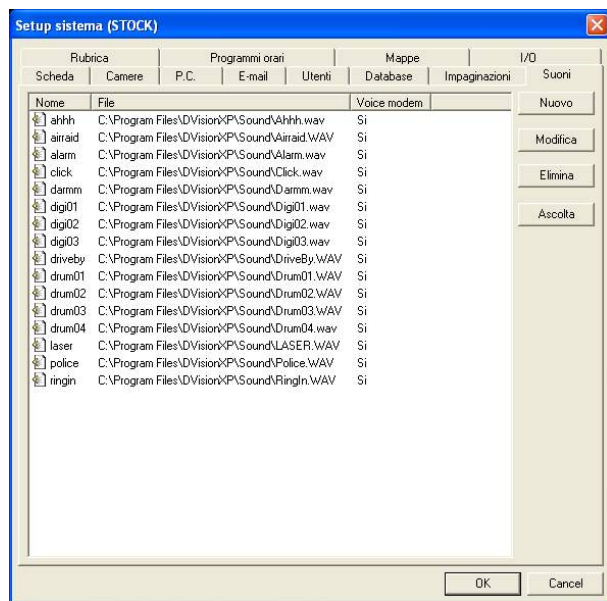 Setup sistema (STOCK)
Rubrica Programmi orari Mappe I/O
Scheda Camere P.C. E-mail Utenti Database Impaginazioni Suoni
Nome File Voice modem
Nuovo
ahhh C:\Program Files\DVisionXP\Sound\Ahhh.wav Si
airraid C:\Program Files\DVisionXP\Sound\Airraid.WAV Si
Modifica
alarm C:\Program Files\DVisionXP\Sound\Alarm.wav Si
click C:\Program Files\DVisionXP\Sound\Click.wav Si
Elimina
darmm C:\Program Files\DVisionXP\Sound\Darmm.wav Si
digi01 C:\Program Files\DVisionXP\Sound\Digi01.wav Si
digi02 C:\Program Files\DVisionXP\Sound\Digi02.wav Si
Ascolta
digi03 C:\Program Files\DVisionXP\Sound\Digi03.wav Si
driveby C:\Program Files\DVisionXP\Sound\DriveBy.WAV Si
drum01 C:\Program Files\DVisionXP\Sound\Drum01.WAV Si
drum02 C:\Program Files\DVisionXP\Sound\Drum02.WAV Si
drum03 C:\Program Files\DVisionXP\Sound\Drum03.WAV Si
drum04 C:\Program Files\DVisionXP\Sound\Drum04.wav Si
laser C:\Program Files\DVisionXP\Sound\LASER.WAV Si
police C:\Program Files\DVisionXP\Sound\Police.WAV Si
ringin C:\Program Files\DVisionXP\Sound\RingIn.WAV Si
OK Cancel